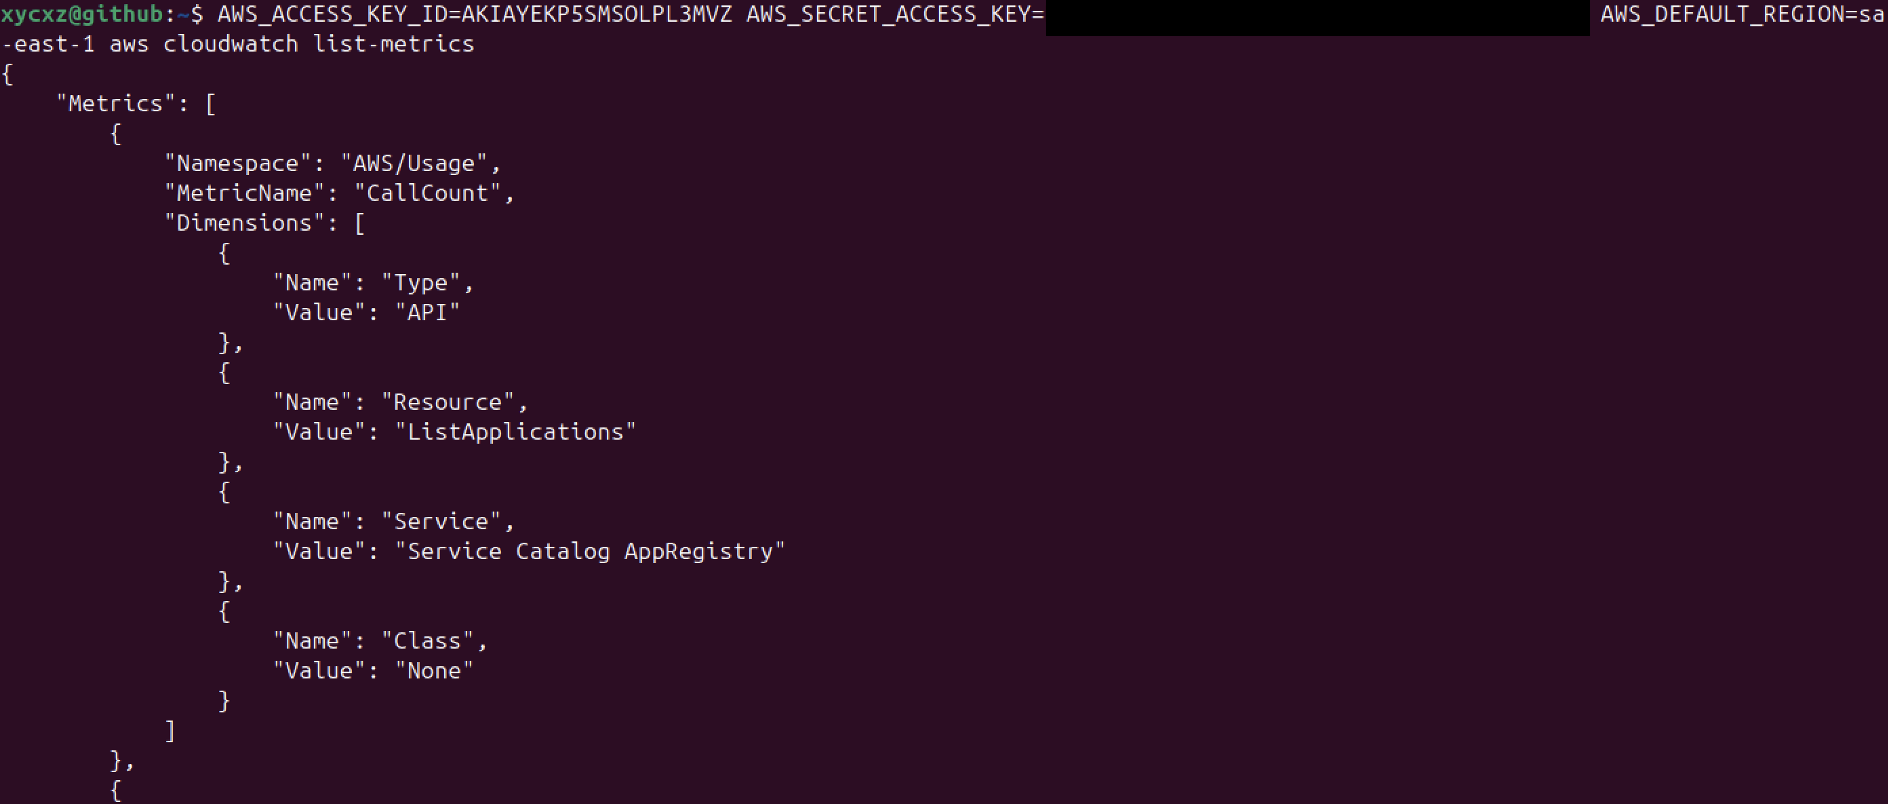 xycxz@github:~$ AWS_ACCESS_KEY_ID=AKIAYEKP5SMSOLPL3MVZ AWS_SECRET_ACCESS_KEY= AWS_DEFAULT_REGION=sa
-east-1 aws cloudwatch list-metrics
{
    "Metrics": [
        {
            "Namespace": "AWS/Usage",
            "MetricName": "CallCount",
            "Dimensions": [
                {
                    "Name": "Type",
                    "Value": "API"
                },
                {
                    "Name": "Resource",
                    "Value": "ListApplications"
                },
                {
                    "Name": "Service",
                    "Value": "Service Catalog AppRegistry"
                },
                {
                    "Name": "Class",
                    "Value": "None"
                }
            ]
        },
        {